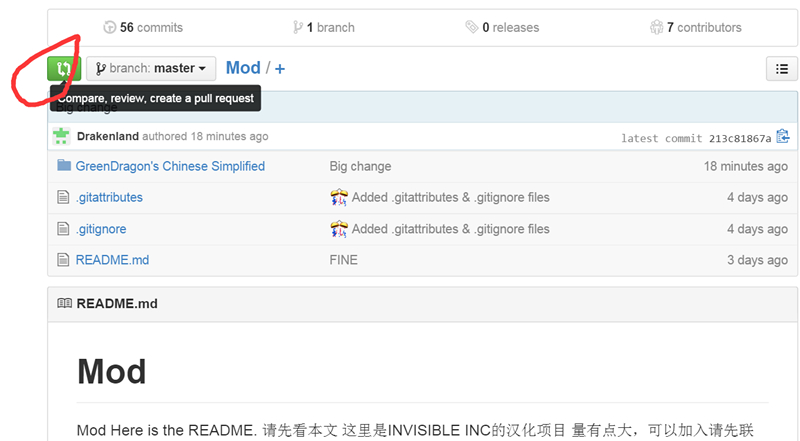 56 commits 1 branch 0 releases 7 contributors
branch: master Mod / +
Compare, review, create a pull request
Big change
Drakenland authored 18 minutes ago latest commit 213c81867a
GreenDragon's Chinese Simplified Big change 18 minutes ago
.gitattributes Added .gitattributes & .gitignore files 4 days ago
.gitignore Added .gitattributes & .gitignore files 4 days ago
README.md FINE 3 days ago
README.md
Mod
Mod Here is the README. 请先看本文 这里是INVISIBLE INC的汉化项目 量有点大，可以加入请先联